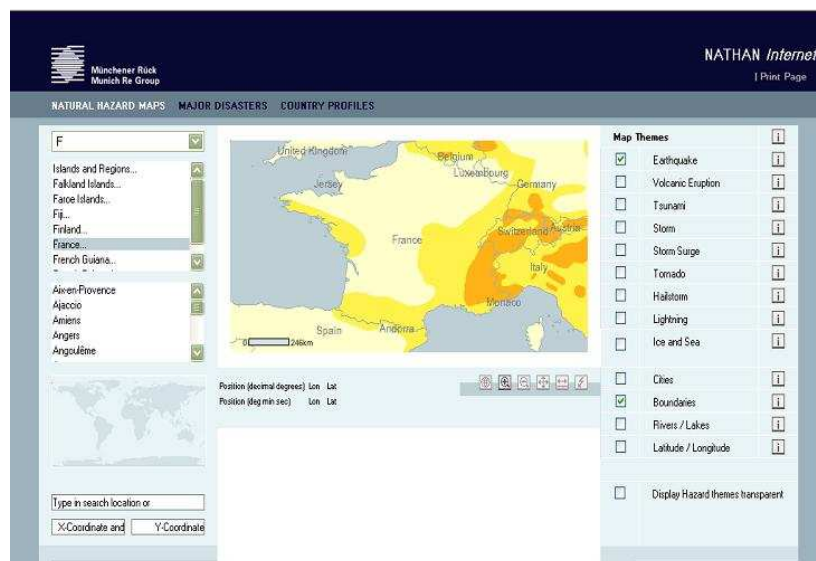 Münchener Rück
Munich Re Group
NATHAN Internet
| Print Page
NATURAL HAZARD MAPS MAJOR DISASTERS COUNTRY PROFILES
F
Islands and Regions...
Falkland Islands...
Faroe Islands...
Fiji...
Finland...
France...
French Guiana...
Aix-en-Provence
Ajaccio
Amiens
Angers
Angoulême
Type in search location or
X-Coordinate and Y-Coordinate
United Kingdom
Belgium
Luxembourg
Jersey
Germany
France
Switzerland Austria
Italy
Monaco
Spain Andorra
0 246km
Position (decimal degrees) Lon Lat
Position (deg min sec) Lon Lat
Map Themes
Earthquake
Volcanic Eruption
Tsunami
Storm
Storm Surge
Tornado
Hailstorm
Lightning
Ice and Sea
Cities
Boundaries
Rivers / Lakes
Latitude / Longitude
Display Hazard themes transparent